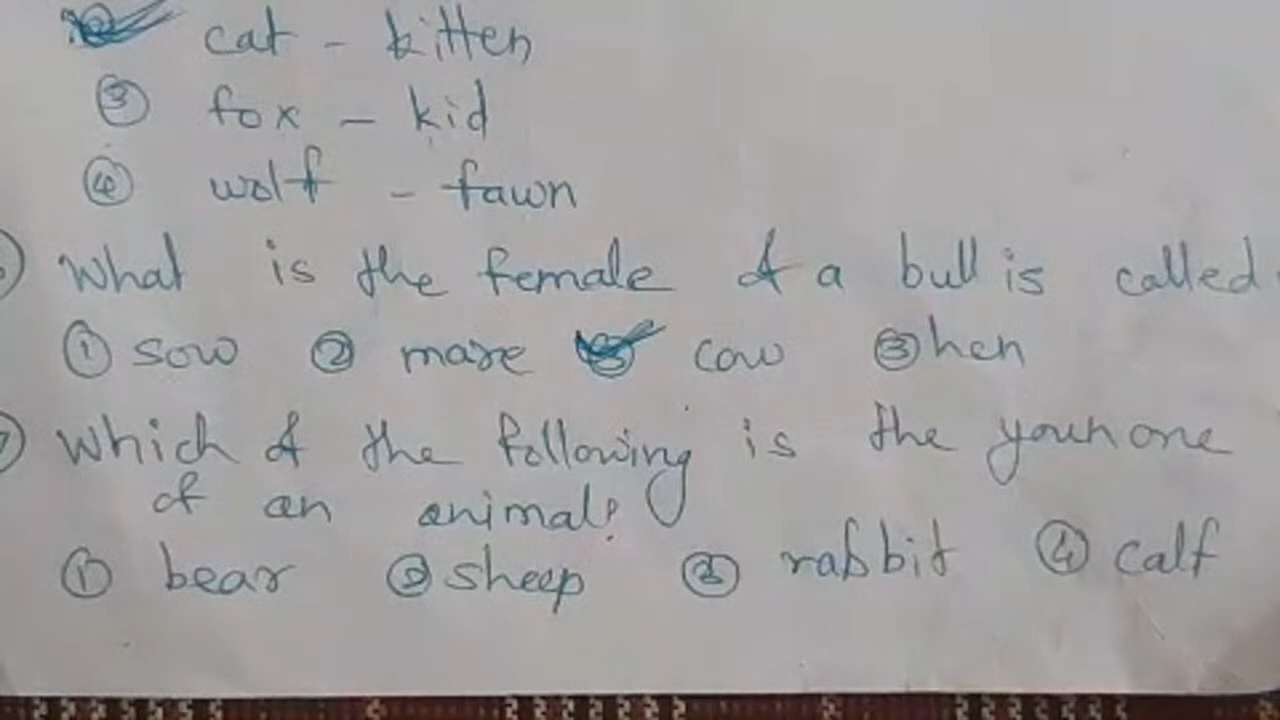 cat - kitten
③ fox - kid
④ wolf - fawn
What is the female of a bull is called
① sow ② mare cow ③ hen
Which of the following is the youn one
of an animal?
① bear ② sheep rabbit ④ calf